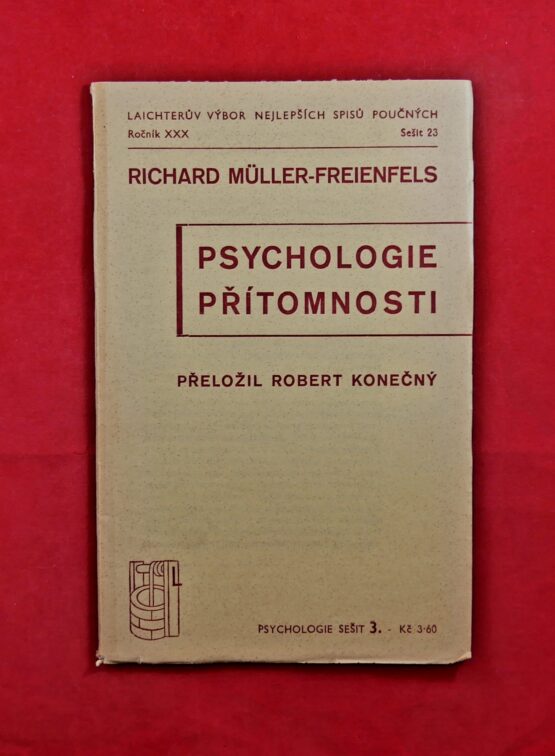 LAICHTERŮV VÝBOR NEJLEPŠÍCH SPISŮ POUČNÝCH
Ročník XXX Sešit 23
RICHARD MÜLLER-FREIENFELS
PSYCHOLOGIE
PŘÍTOMNOSTI
PŘELOŽIL ROBERT KONEČNÝ
L
PSYCHOLOGIE SEŠIT 3. - Kč 3·60